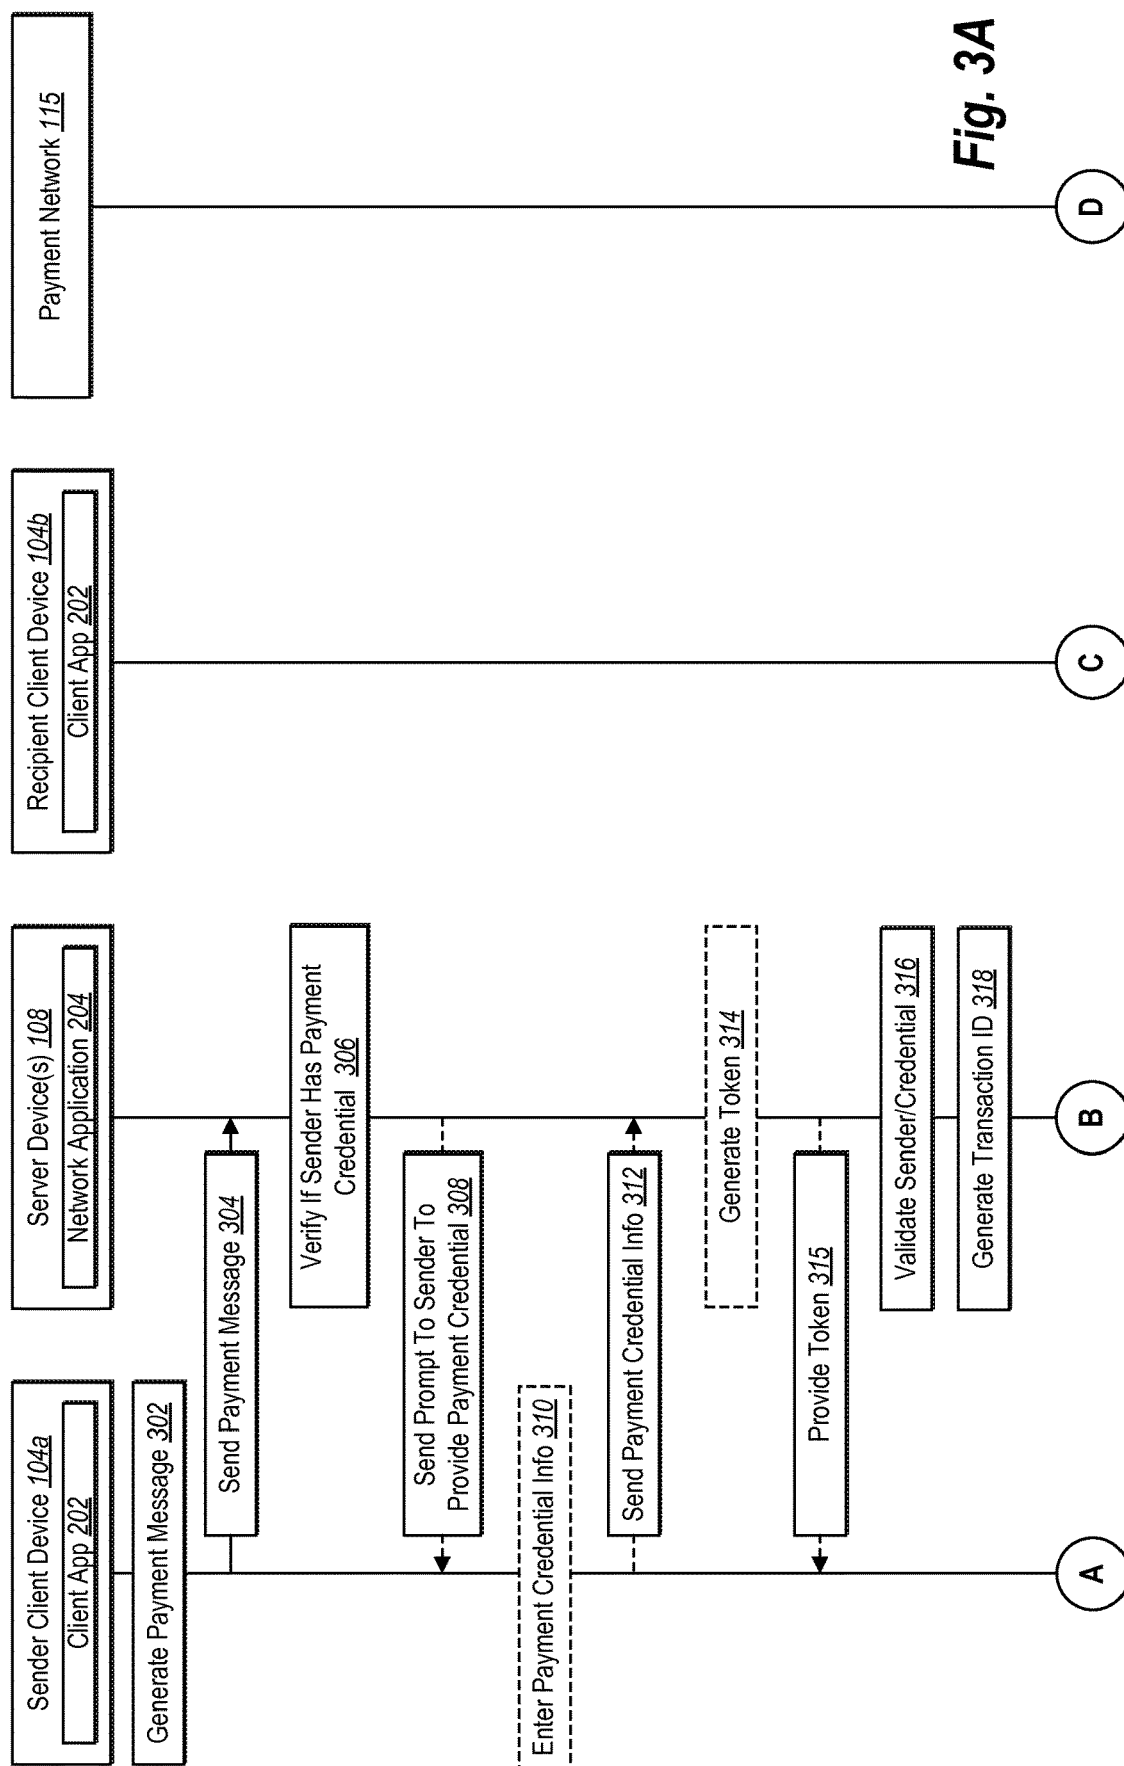 Sender Client Device 104a
Client App 202
Server Device(s) 108
Network Application 204
Recipient Client Device 104b
Client App 202
Payment Network 115
Generate Payment Message 302
Send Payment Message 304
Verify If Sender Has Payment
Credential 306
Send Prompt To Sender To
Provide Payment Credential 308
Enter Payment Credential Info 310
Send Payment Credential Info 312
Generate Token 314
Provide Token 315
Validate Sender/Credential 316
Generate Transaction ID 318
A
B
C
D
Fig. 3A